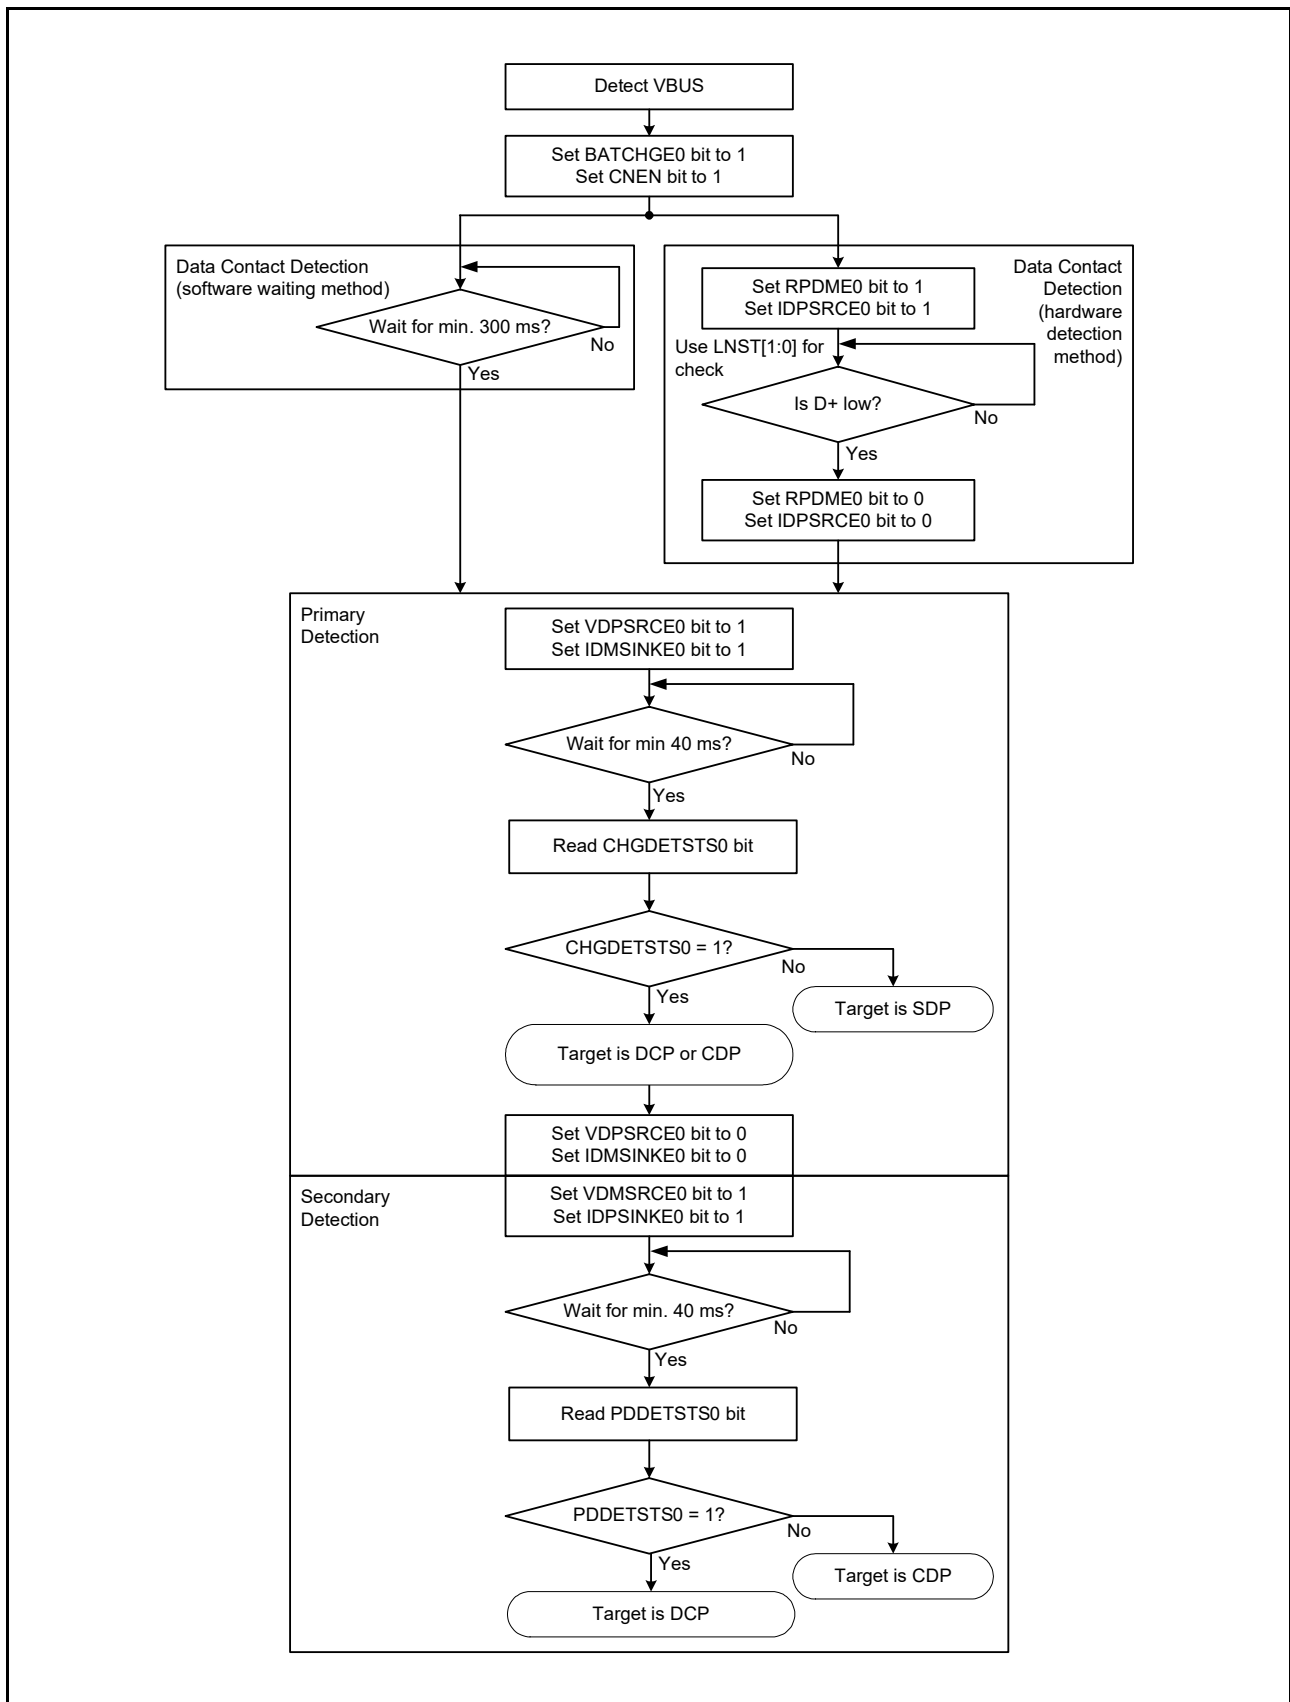 Detect VBUS
Set BATCHGE0 bit to 1
Set CNEN bit to 1
Data Contact Detection
(software waiting method)
Wait for min. 300 ms?
No
Yes
Data Contact
Detection
(hardware
detection
method)
Set RPDME0 bit to 1
Set IDPSRCE0 bit to 1
Use LNST[1:0] for
check
Is D+ low?
No
Yes
Set RPDME0 bit to 0
Set IDPSRCE0 bit to 0
Primary
Detection
Set VDPSRCE0 bit to 1
Set IDMSINKE0 bit to 1
Wait for min 40 ms?
No
Yes
Read CHGDETSTS0 bit
CHGDETSTS0 = 1?
No
Yes
Target is SDP
Target is DCP or CDP
Set VDPSRCE0 bit to 0
Set IDMSINKE0 bit to 0
Secondary
Detection
Set VDMSRCE0 bit to 1
Set IDPSINKE0 bit to 1
Wait for min. 40 ms?
No
Yes
Read PDDETSTS0 bit
PDDETSTS0 = 1?
No
Yes
Target is CDP
Target is DCP